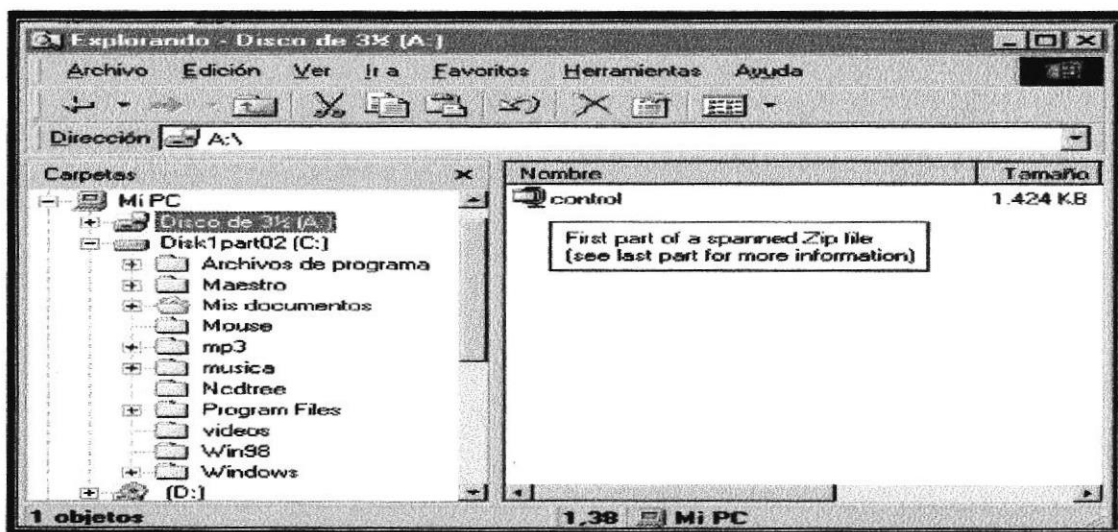 Explorando - Disco de 3½ (A:)
Archivo Edición Ver Ir a Favoritos Herramientas Ayuda
Dirección A:\
Carpetas
Mi PC
Disco de 3½ (A:)
Disk1part02 (C:)
Archivos de programa
Maestro
Mis documentos
Mouse
mp3
musica
Ncdtree
Program Files
videos
Win98
Windows
(D:)
Nombre Tamaño
control 1.424 KB
First part of a spanned Zip file
(see last part for more information)
1 objetos 1,38 Mi PC